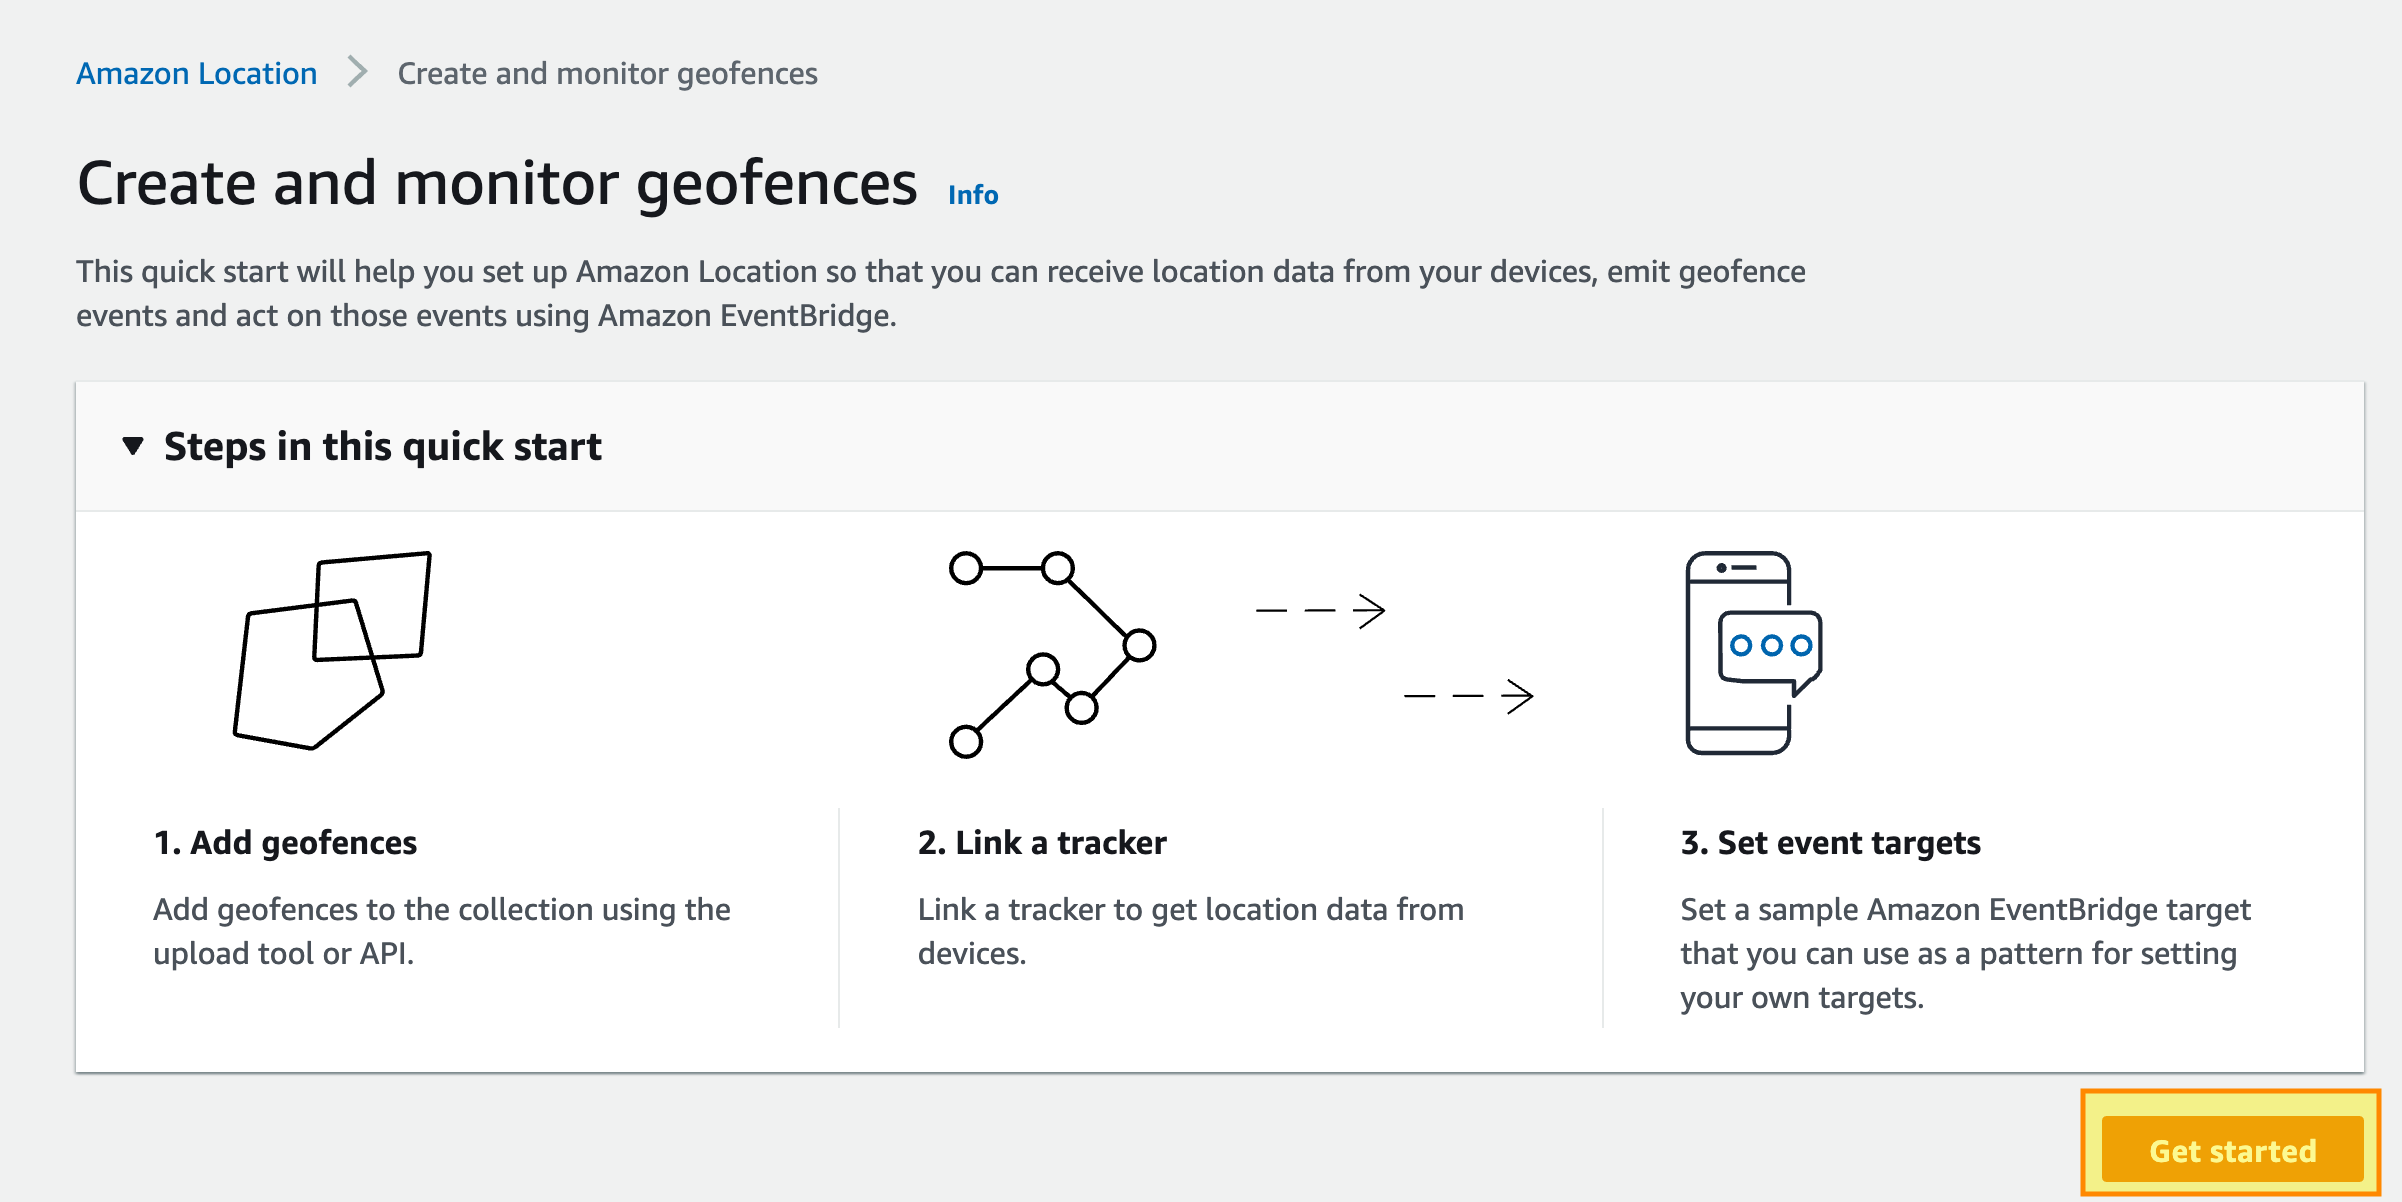 Amazon Location > Create and monitor geofences
Create and monitor geofences Info
This quick start will help you set up Amazon Location so that you can receive location data from your devices, emit geofence
events and act on those events using Amazon EventBridge.
Steps in this quick start
1. Add geofences
Add geofences to the collection using the
upload tool or API.
2. Link a tracker
Link a tracker to get location data from
devices.
3. Set event targets
Set a sample Amazon EventBridge target
that you can use as a pattern for setting
your own targets.
Get started